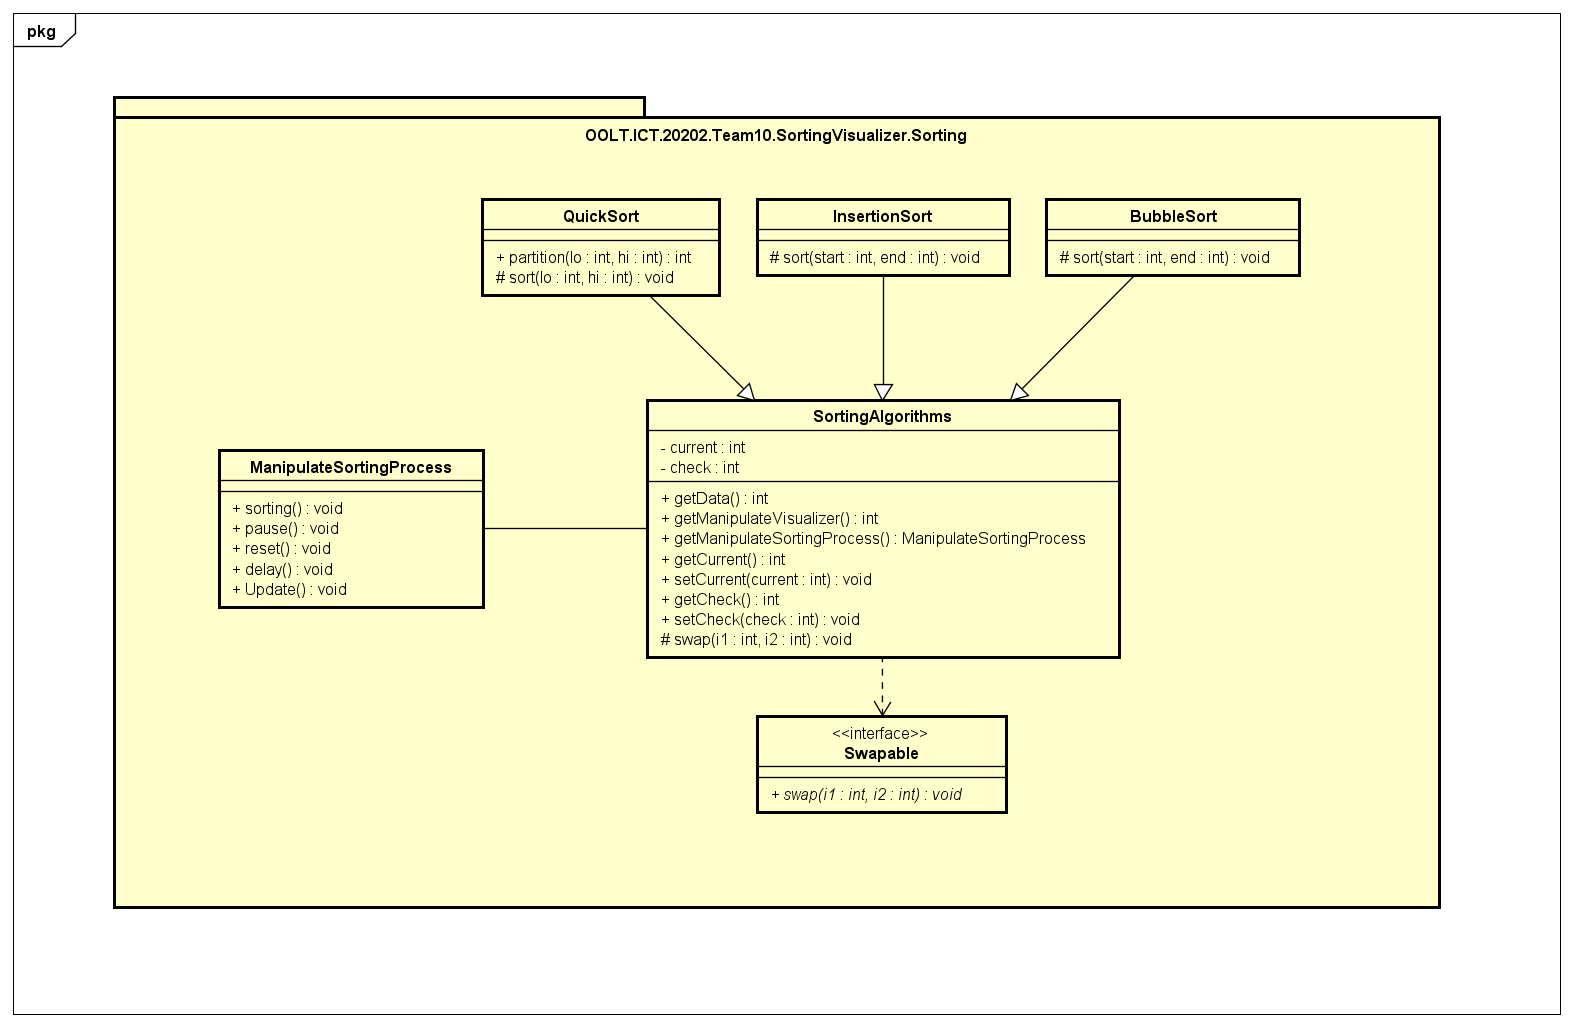 pkg
OOLT.ICT.20202.Team10.SortingVisualizer.Sorting
QuickSort
+ partition(lo : int, hi : int) : int
# sort(lo : int, hi : int) : void
InsertionSort
# sort(start : int, end : int) : void
BubbleSort
# sort(start : int, end : int) : void
ManipulateSortingProcess
+ sorting() : void
+ pause() : void
+ reset() : void
+ delay() : void
+ Update() : void
SortingAlgorithms
- current : int
- check : int
+ getData() : int
+ getManipulateVisualizer() : int
+ getManipulateSortingProcess() : ManipulateSortingProcess
+ getCurrent() : int
+ setCurrent(current : int) : void
+ getCheck() : int
+ setCheck(check : int) : void
# swap(i1 : int, i2 : int) : void
<<interface>>
Swapable
+ swap(i1 : int, i2 : int) : void